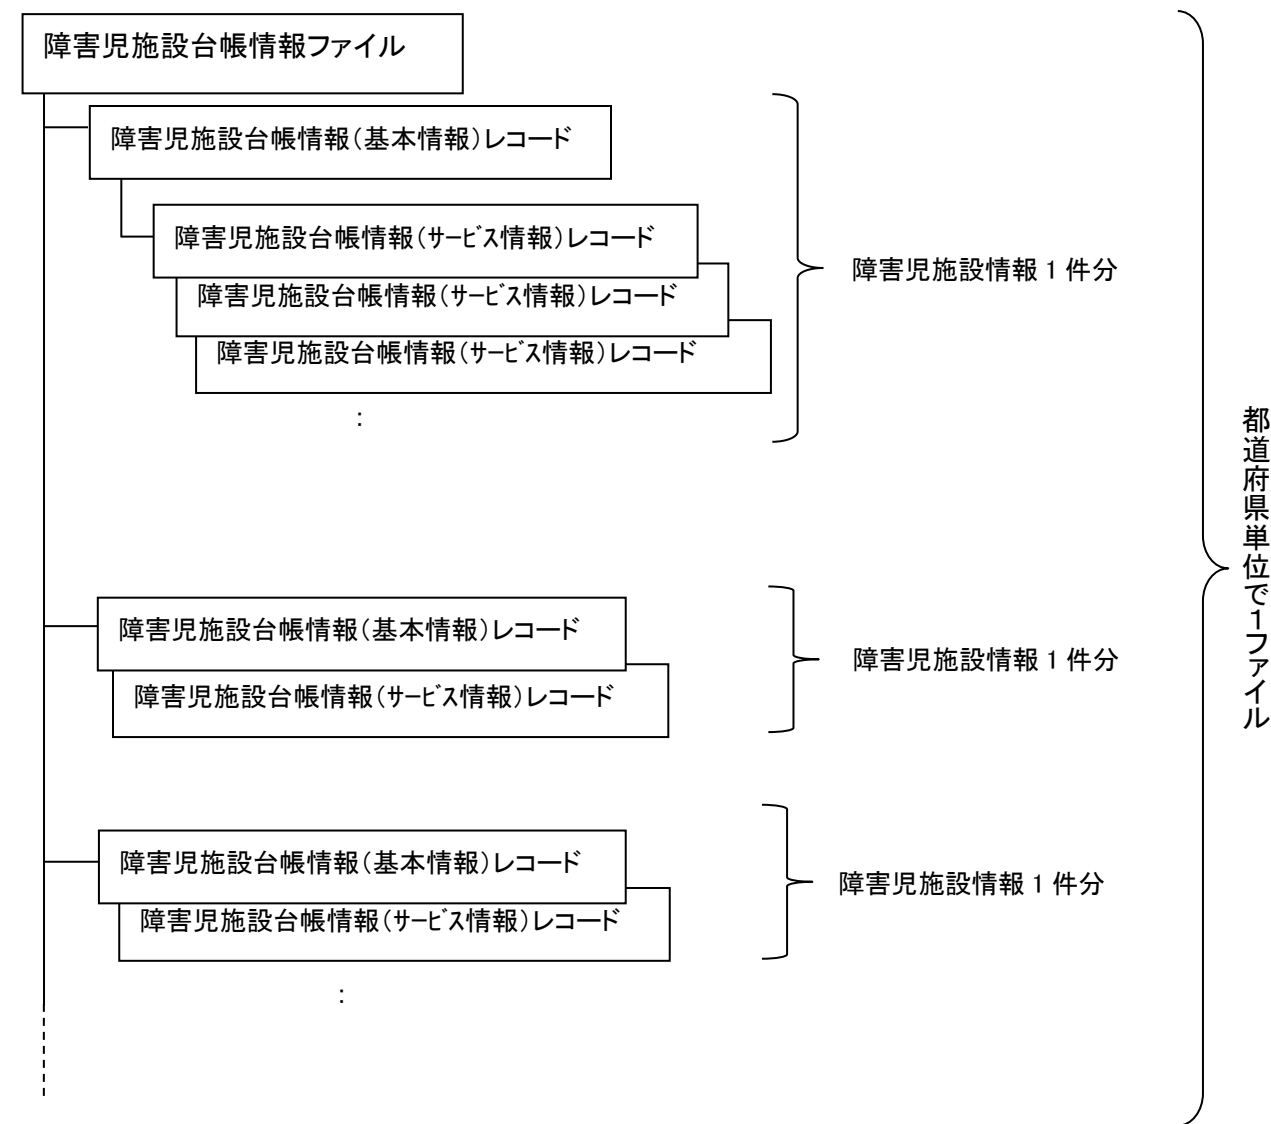 障害児施設台帳情報ファイル
障害児施設台帳情報（基本情報）レコード
障害児施設台帳情報（ｻｰﾋﾞｽ情報）レコード
障害児施設台帳情報（ｻｰﾋﾞｽ情報）レコード
障害児施設台帳情報（ｻｰﾋﾞｽ情報）レコード
：
障害児施設情報 1 件分
障害児施設台帳情報（基本情報）レコード
障害児施設台帳情報（ｻｰﾋﾞｽ情報）レコード
障害児施設情報 1 件分
障害児施設台帳情報（基本情報）レコード
障害児施設台帳情報（ｻｰﾋﾞｽ情報）レコード
：
障害児施設情報 1 件分
都道府県単位で１ファイル